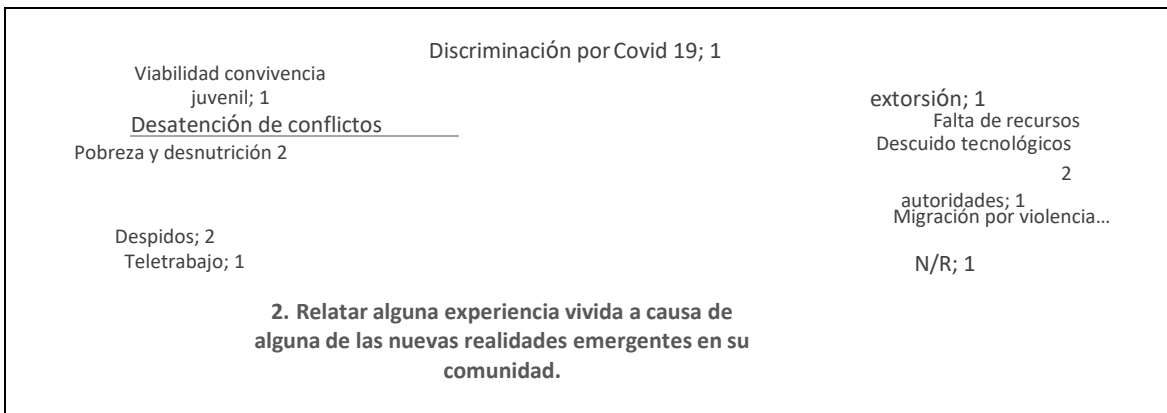 Discriminación por Covid 19; 1
Viabilidad convivencia
juvenil; 1
Desatención de conflictos
Pobreza y desnutrición 2
extorsión; 1
Falta de recursos
Descuido tecnológicos
2
autoridades; 1
Migración por violencia...
Despidos; 2
Teletrabajo; 1
N/R; 1
2. Relatar alguna experiencia vivida a causa de
alguna de las nuevas realidades emergentes en su
comunidad.